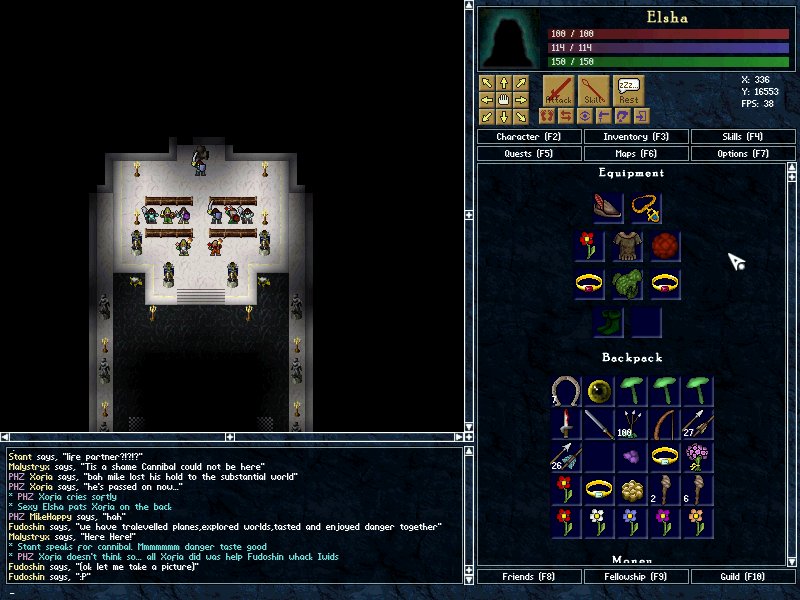 Elsha
100 / 100
114 / 114
150 / 150
zZz...
Attack
Skill
Rest
X: 336
Y: 16553
FPS: 38
Character (F2)
Inventory (F3)
Skills (F4)
Quests (F5)
Maps (F6)
Options (F7)
Equipment
Backpack
7
100
27
26
2
6
Money
Friends (F8)
Fellowship (F9)
Guild (F10)
Stant says, "life partner?!?!?"
Malystryx says, "Tis a shame Cannibal could not be here"
PHZ Xoria says, "bah mike lost his hold to the substantial world"
PHZ Xoria says, "he's passed on now..."
* PHZ Xoria cries softly
* Sexy Elsha pats Xoria on the back
PHZ MikeHappy says, "hah"
Fudoshin says, "we have tralevelled planes,explored worlds,tasted and enjoyed danger together"
Malystryx says, "Here Here!"
* Stant speaks for cannibal. Mmmmmmm danger taste good
* PHZ Xoria doesn't think so... all Xoria did was help Fudoshin whack Ivids
Fudoshin says, "(ok let me take a picture)"
Fudoshin says, ":P"